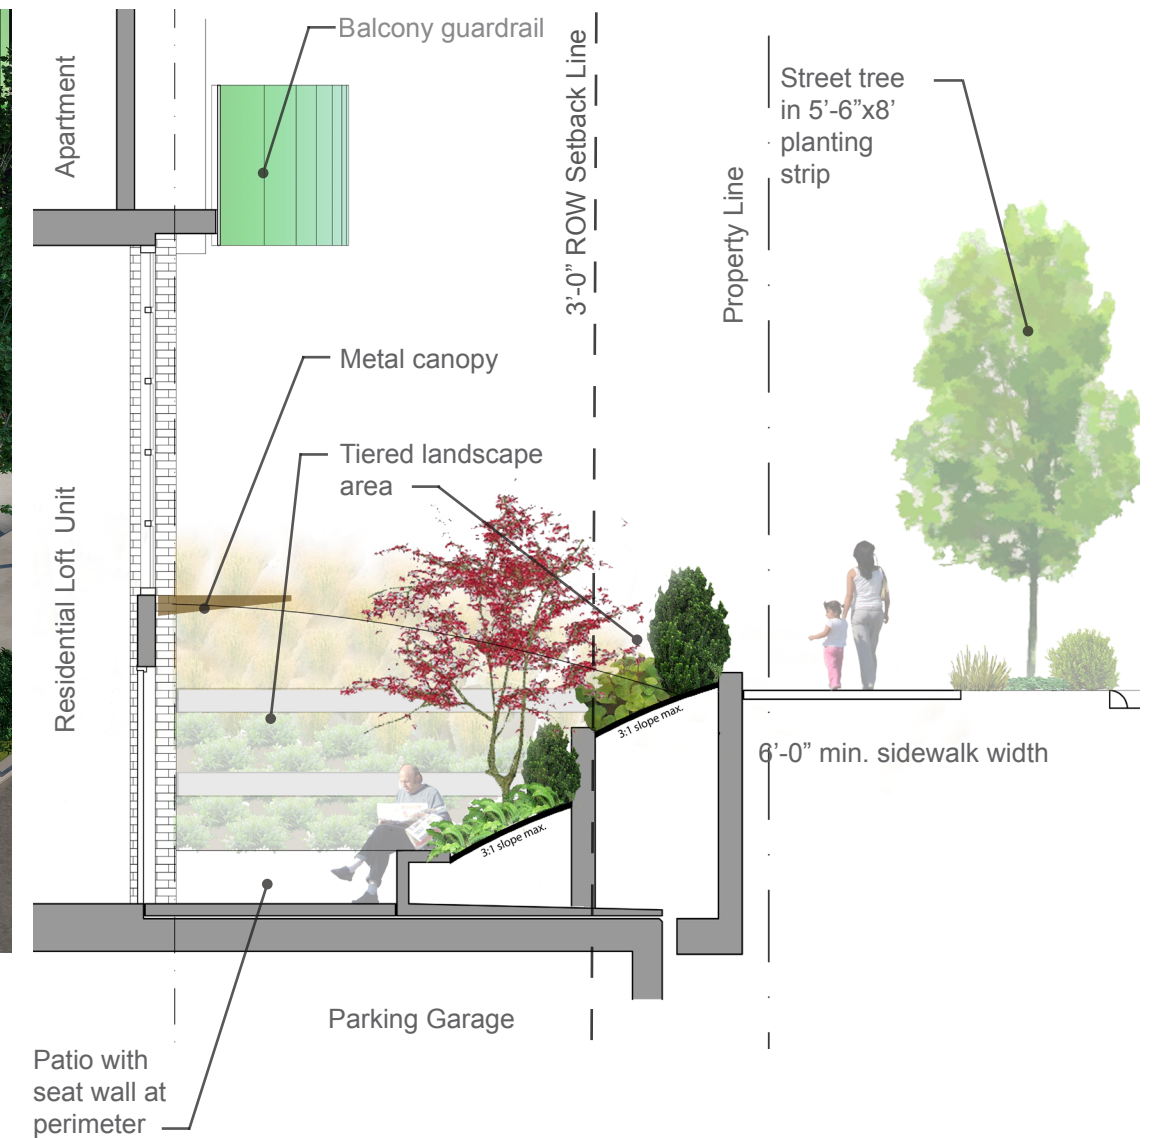 Balcony guardrail
Apartment
3’-0” ROW Setback Line
Street tree
in 5’-6”x8’
planting
strip
Property Line
Metal canopy
Tiered landscape
area
Residential Loft Unit
3:1 slope max.
6’-0” min. sidewalk width
3:1 slope max.
Parking Garage
Patio with
seat wall at
perimeter